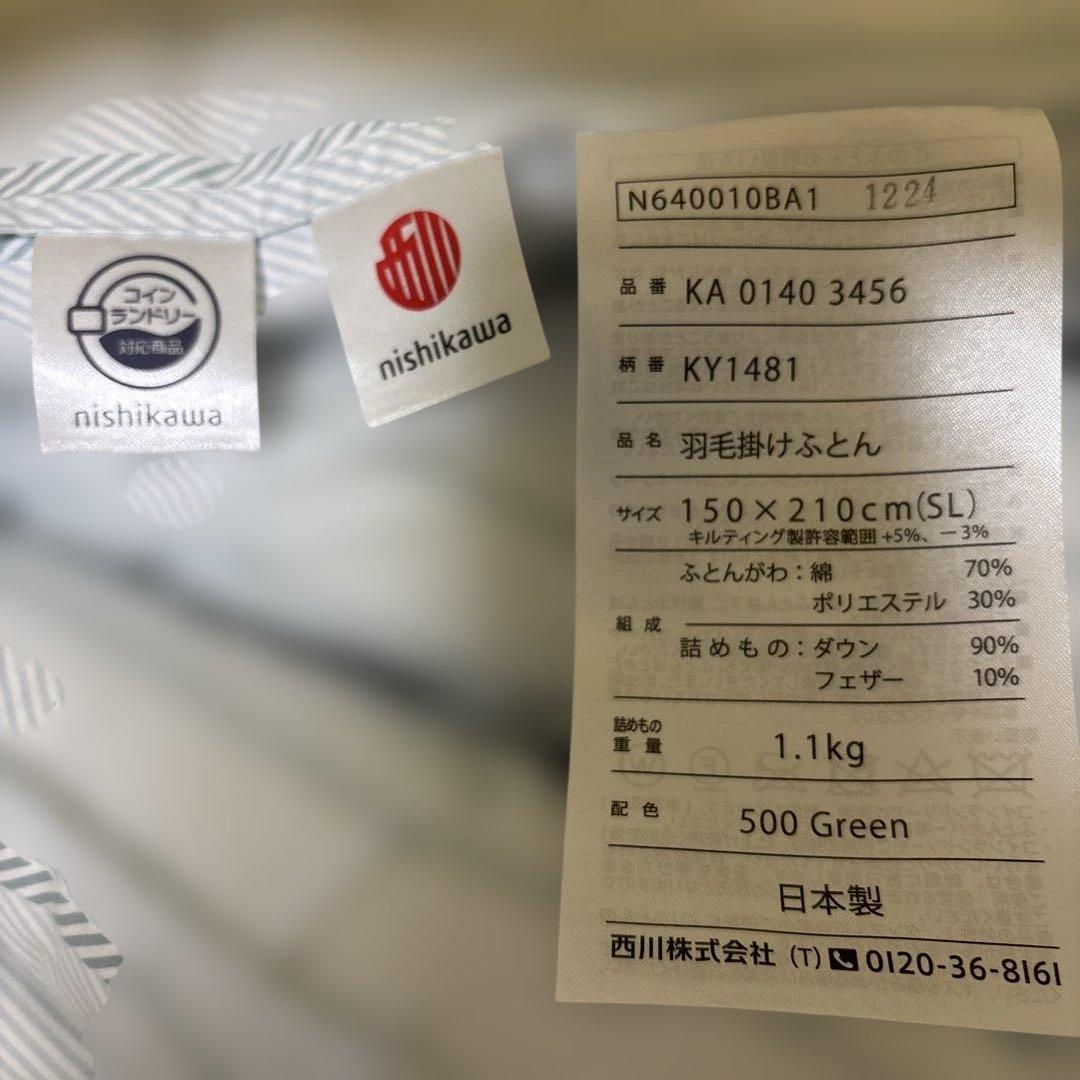 コイン
ランドリー
対応商品
nishikawa
nishikawa
N640010BA1 1224
品番 KA 0140 3456
柄番 KY1481
品名 羽毛掛けふとん
サイズ 150×210cm(SL)
キルティング製許容範囲 +5%、－3%
組成 ふとんがわ：綿 70%
ポリエステル 30%
詰めもの：ダウン 90%
フェザー 10%
詰めもの重量 1.1kg
配色 500 Green
日本製
西川株式会社 (T) 0120-36-8161